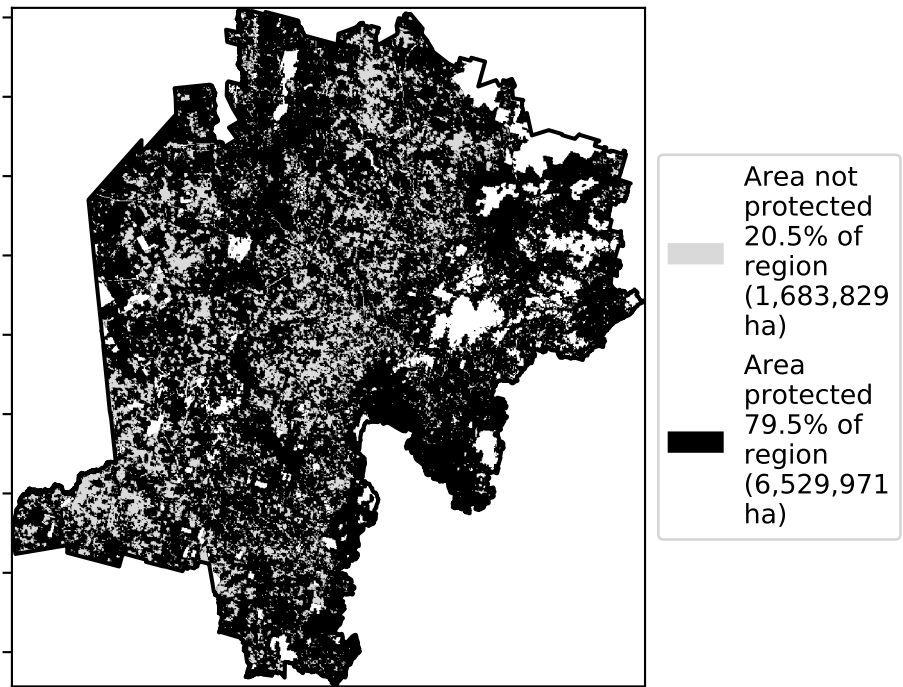 Area not
protected
20.5% of
region
(1,683,829
ha)
Area
protected
79.5% of
region
(6,529,971
ha)